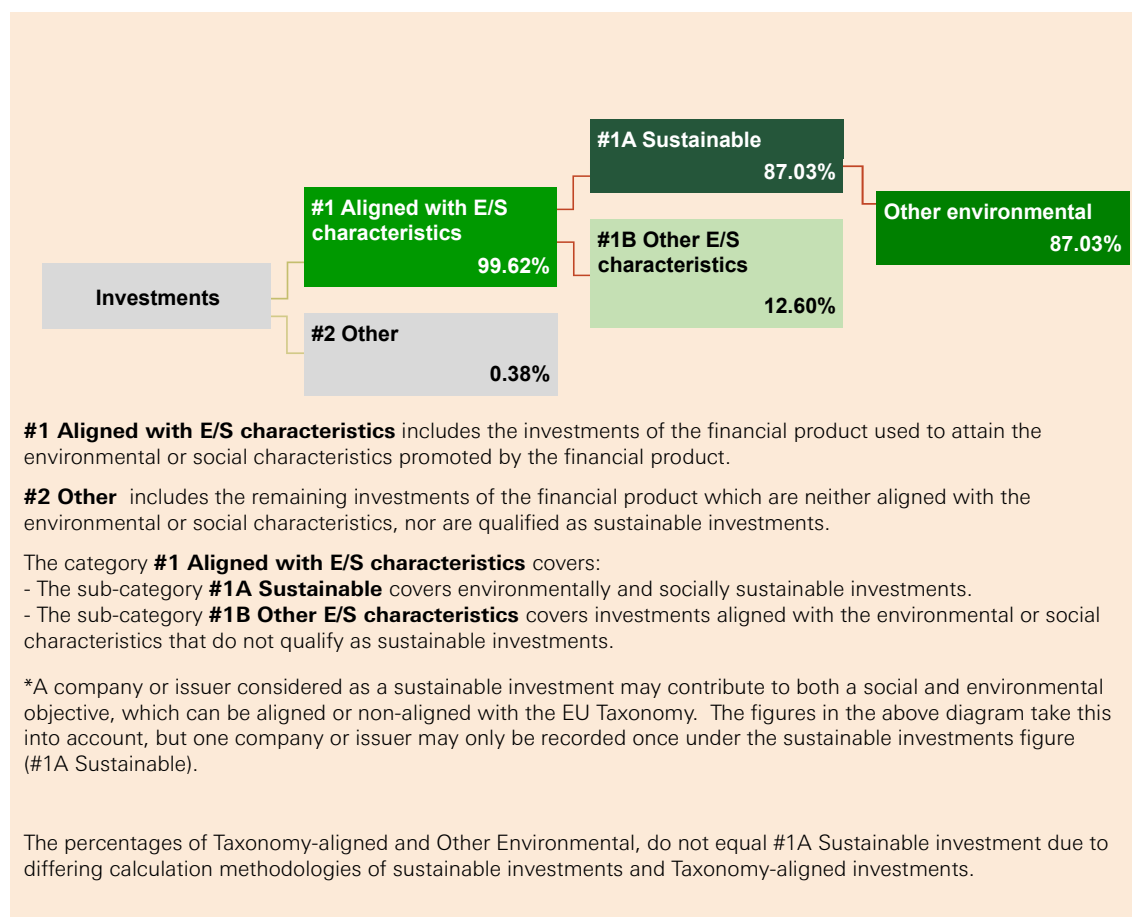 #1A Sustainable
87.03%
#1 Aligned with E/S
characteristics
99.62%
Other environmental
87.03%
#1B Other E/S
characteristics
12.60%
Investments
#2 Other
0.38%
#1 Aligned with E/S characteristics includes the investments of the financial product used to attain the
environmental or social characteristics promoted by the financial product.
#2 Other includes the remaining investments of the financial product which are neither aligned with the
environmental or social characteristics, nor are qualified as sustainable investments.
The category #1 Aligned with E/S characteristics covers:
- The sub-category #1A Sustainable covers environmentally and socially sustainable investments.
- The sub-category #1B Other E/S characteristics covers investments aligned with the environmental or social
characteristics that do not qualify as sustainable investments.
*A company or issuer considered as a sustainable investment may contribute to both a social and environmental
objective, which can be aligned or non-aligned with the EU Taxonomy. The figures in the above diagram take this
into account, but one company or issuer may only be recorded once under the sustainable investments figure
(#1A Sustainable).
The percentages of Taxonomy-aligned and Other Environmental, do not equal #1A Sustainable investment due to
differing calculation methodologies of sustainable investments and Taxonomy-aligned investments.